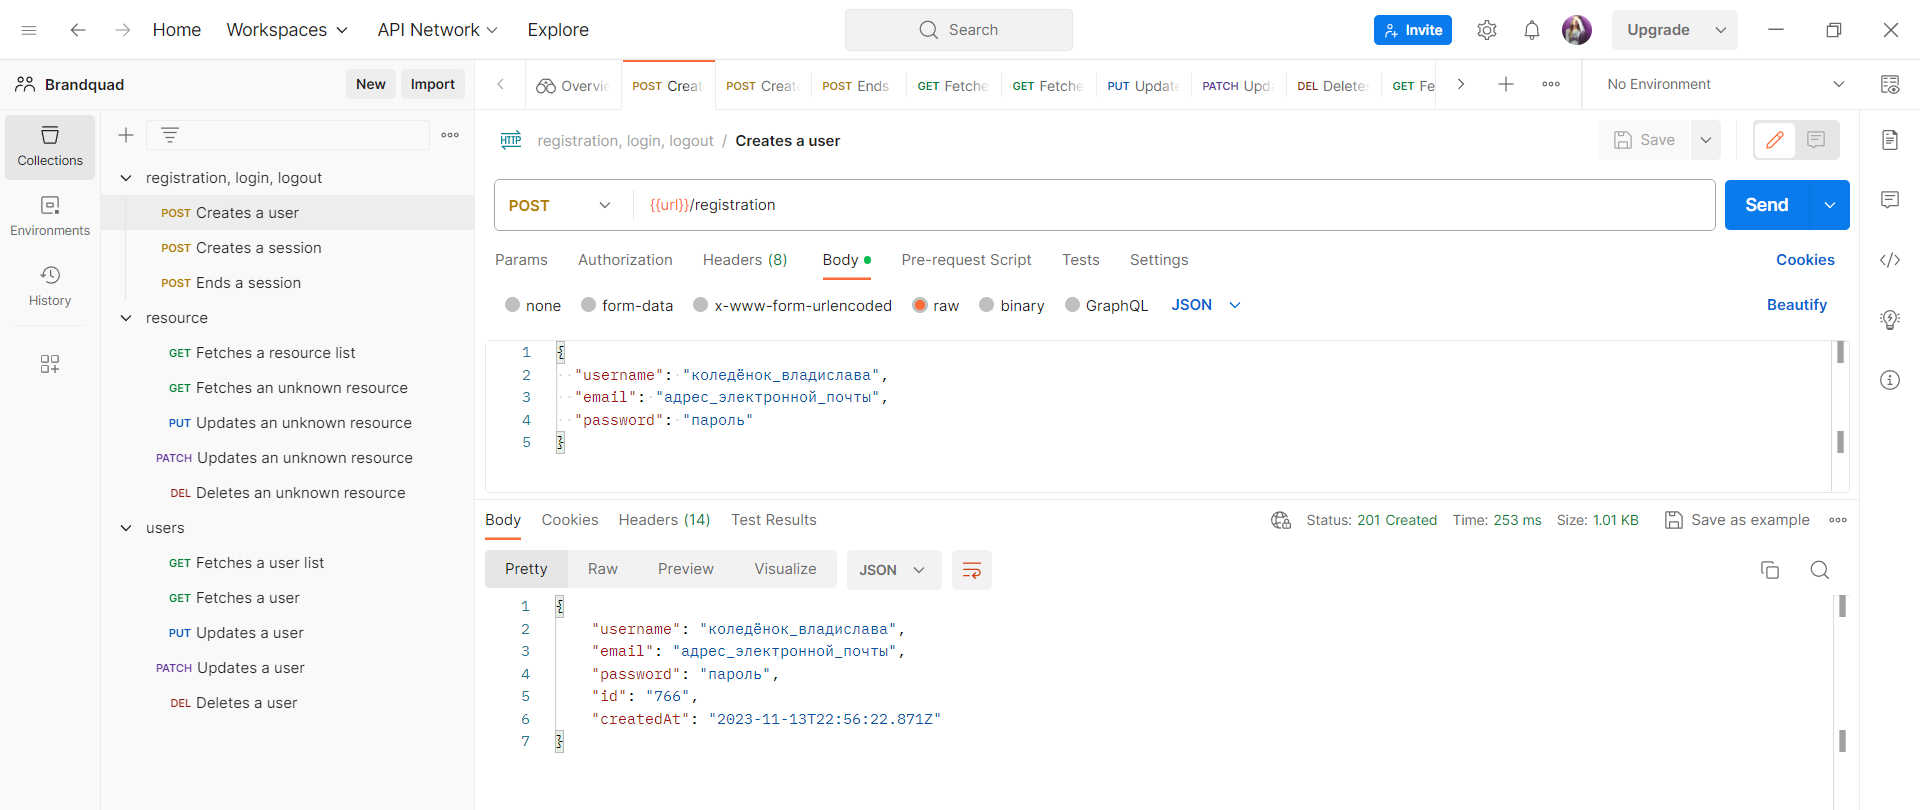 Home Workspaces API Network Explore Search Invite Upgrade
Brandquad New Import
Overvie POST Creat POST Create POST Ends GET Fetche GET Fetche PUT Update PATCH Upd DEL Deletes GET Fe No Environment
Collections
Environments
History
registration, login, logout
POST Creates a user
POST Creates a session
POST Ends a session
resource
GET Fetches a resource list
GET Fetches an unknown resource
PUT Updates an unknown resource
PATCH Updates an unknown resource
DEL Deletes an unknown resource
users
GET Fetches a user list
GET Fetches a user
PUT Updates a user
PATCH Updates a user
DEL Deletes a user
HTTP registration, login, logout / Creates a user Save
POST {{url}}/registration Send
Params Authorization Headers (8) Body Pre-request Script Tests Settings Cookies
none form-data x-www-form-urlencoded raw binary GraphQL JSON Beautify
1 {
2 "username": "коледёнок_владислава",
3 "email": "адрес_электронной_почты",
4 "password": "пароль"
5 }
Body Cookies Headers (14) Test Results Status: 201 Created Time: 253 ms Size: 1.01 KB Save as example
Pretty Raw Preview Visualize JSON
1 {
2 "username": "коледёнок_владислава",
3 "email": "адрес_электронной_почты",
4 "password": "пароль",
5 "id": "766",
6 "createdAt": "2023-11-13T22:56:22.871Z"
7 }